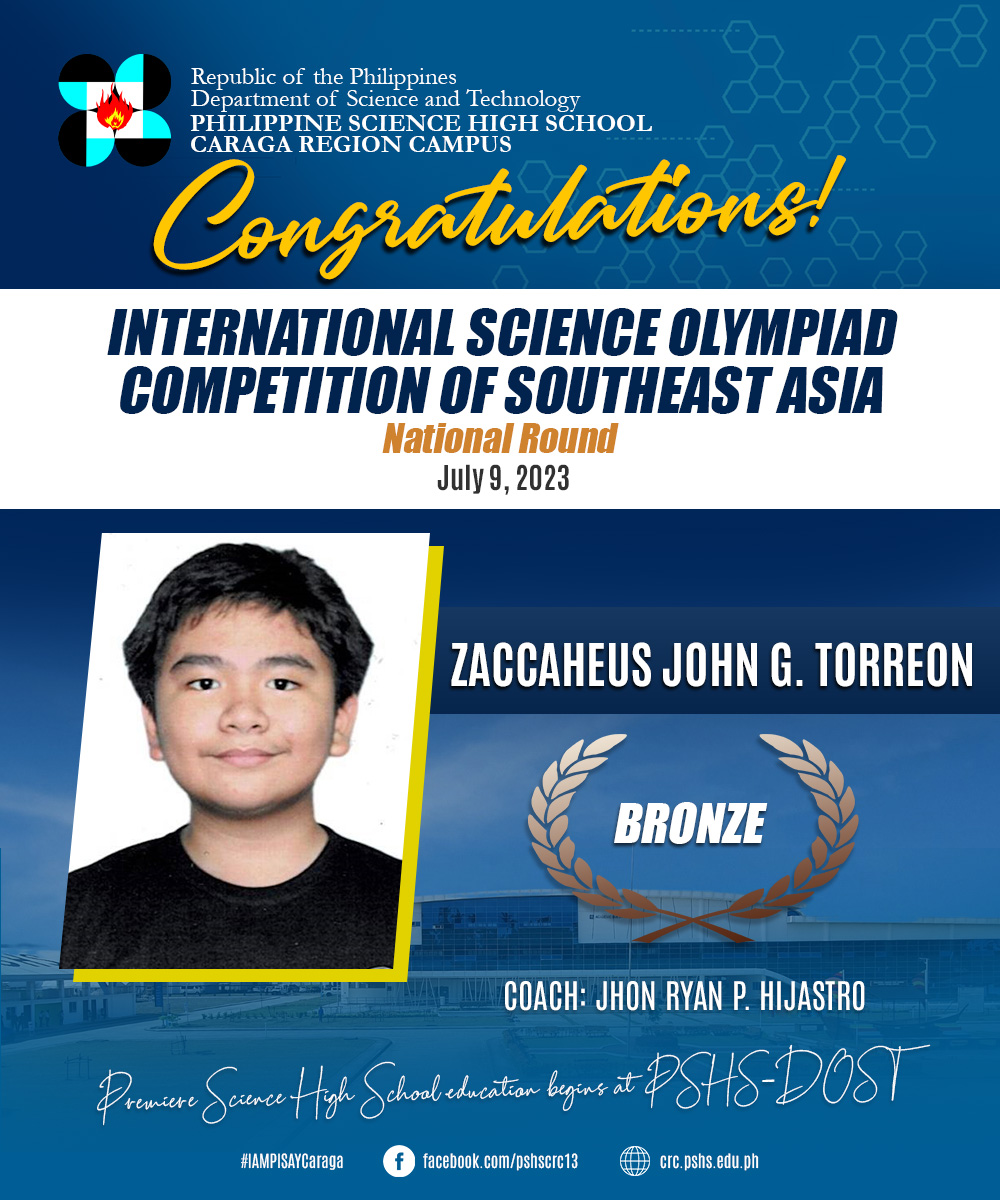 Republic of the Philippines
Department of Science and Technology
PHILIPPINE SCIENCE HIGH SCHOOL
CARAGA REGION CAMPUS
Congratulations!
INTERNATIONAL SCIENCE OLYMPIAD
COMPETITION OF SOUTHEAST ASIA
National Round
July 9, 2023
ZACCAHEUS JOHN G. TORREON
BRONZE
COACH: JHON RYAN P. HIJASTRO
Premiere Science High School education begins at PSHS-DOST
#IAMPISAYCaraga
facebook.com/pshscrc13
crc.pshs.edu.ph